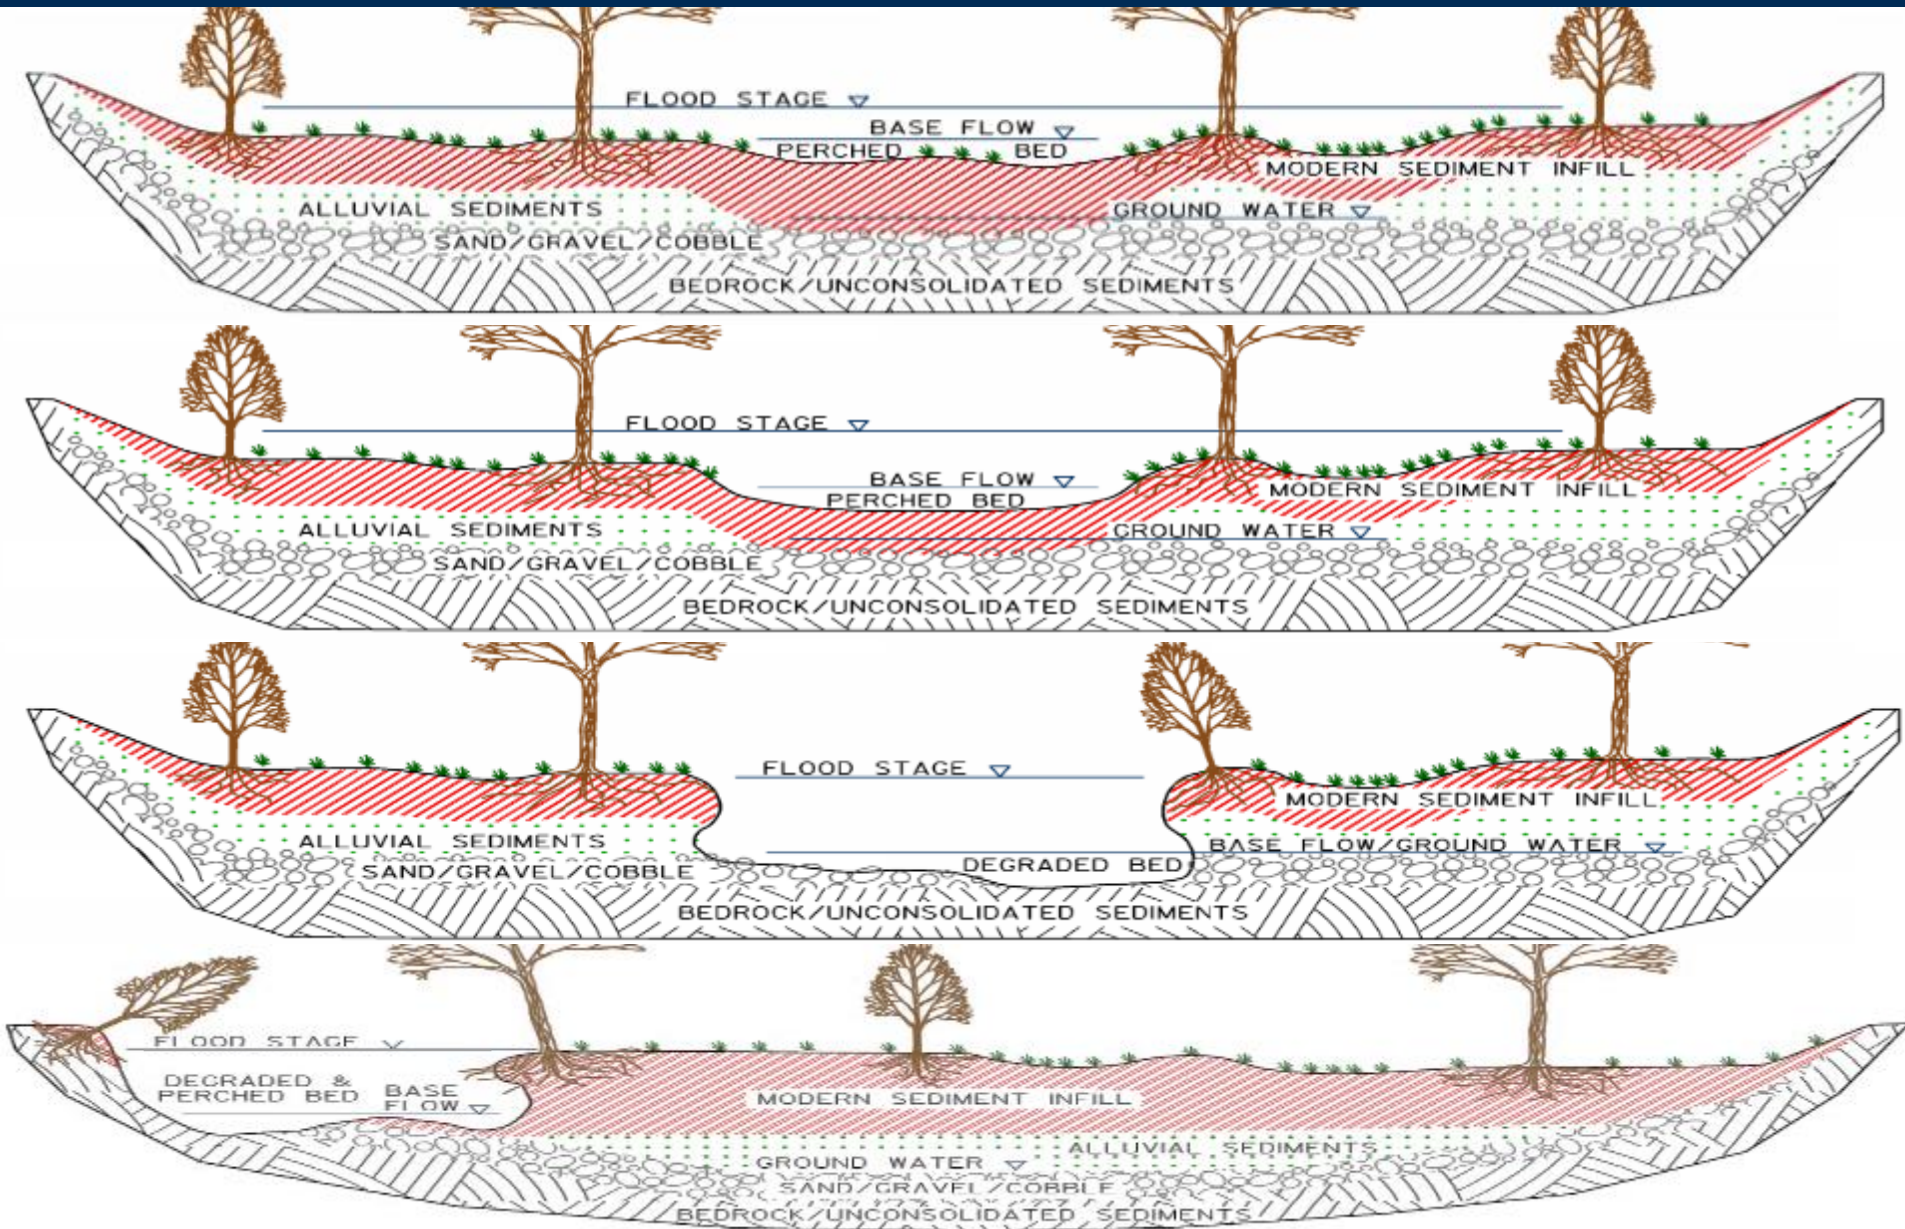 FLOOD STAGE
BASE FLOW
PERCHED BED
MODERN SEDIMENT INFILL
ALLUVIAL SEDIMENTS
GROUND WATER
SAND/GRAVEL/COBBLE
BEDROCK/UNCONSOLIDATED SEDIMENTS
FLOOD STAGE
BASE FLOW
PERCHED BED
MODERN SEDIMENT INFILL
ALLUVIAL SEDIMENTS
GROUND WATER
SAND/GRAVEL/COBBLE
BEDROCK/UNCONSOLIDATED SEDIMENTS
FLOOD STAGE
MODERN SEDIMENT INFILL
ALLUVIAL SEDIMENTS
BASE FLOW/GROUND WATER
SAND/GRAVEL/COBBLE
DEGRADED BED
BEDROCK/UNCONSOLIDATED SEDIMENTS
FLOOD STAGE
DEGRADED &
PERCHED BED
BASE
FLOW
MODERN SEDIMENT INFILL
ALLUVIAL SEDIMENTS
GROUND WATER
SAND/GRAVEL/COBBLE
BEDROCK/UNCONSOLIDATED SEDIMENTS